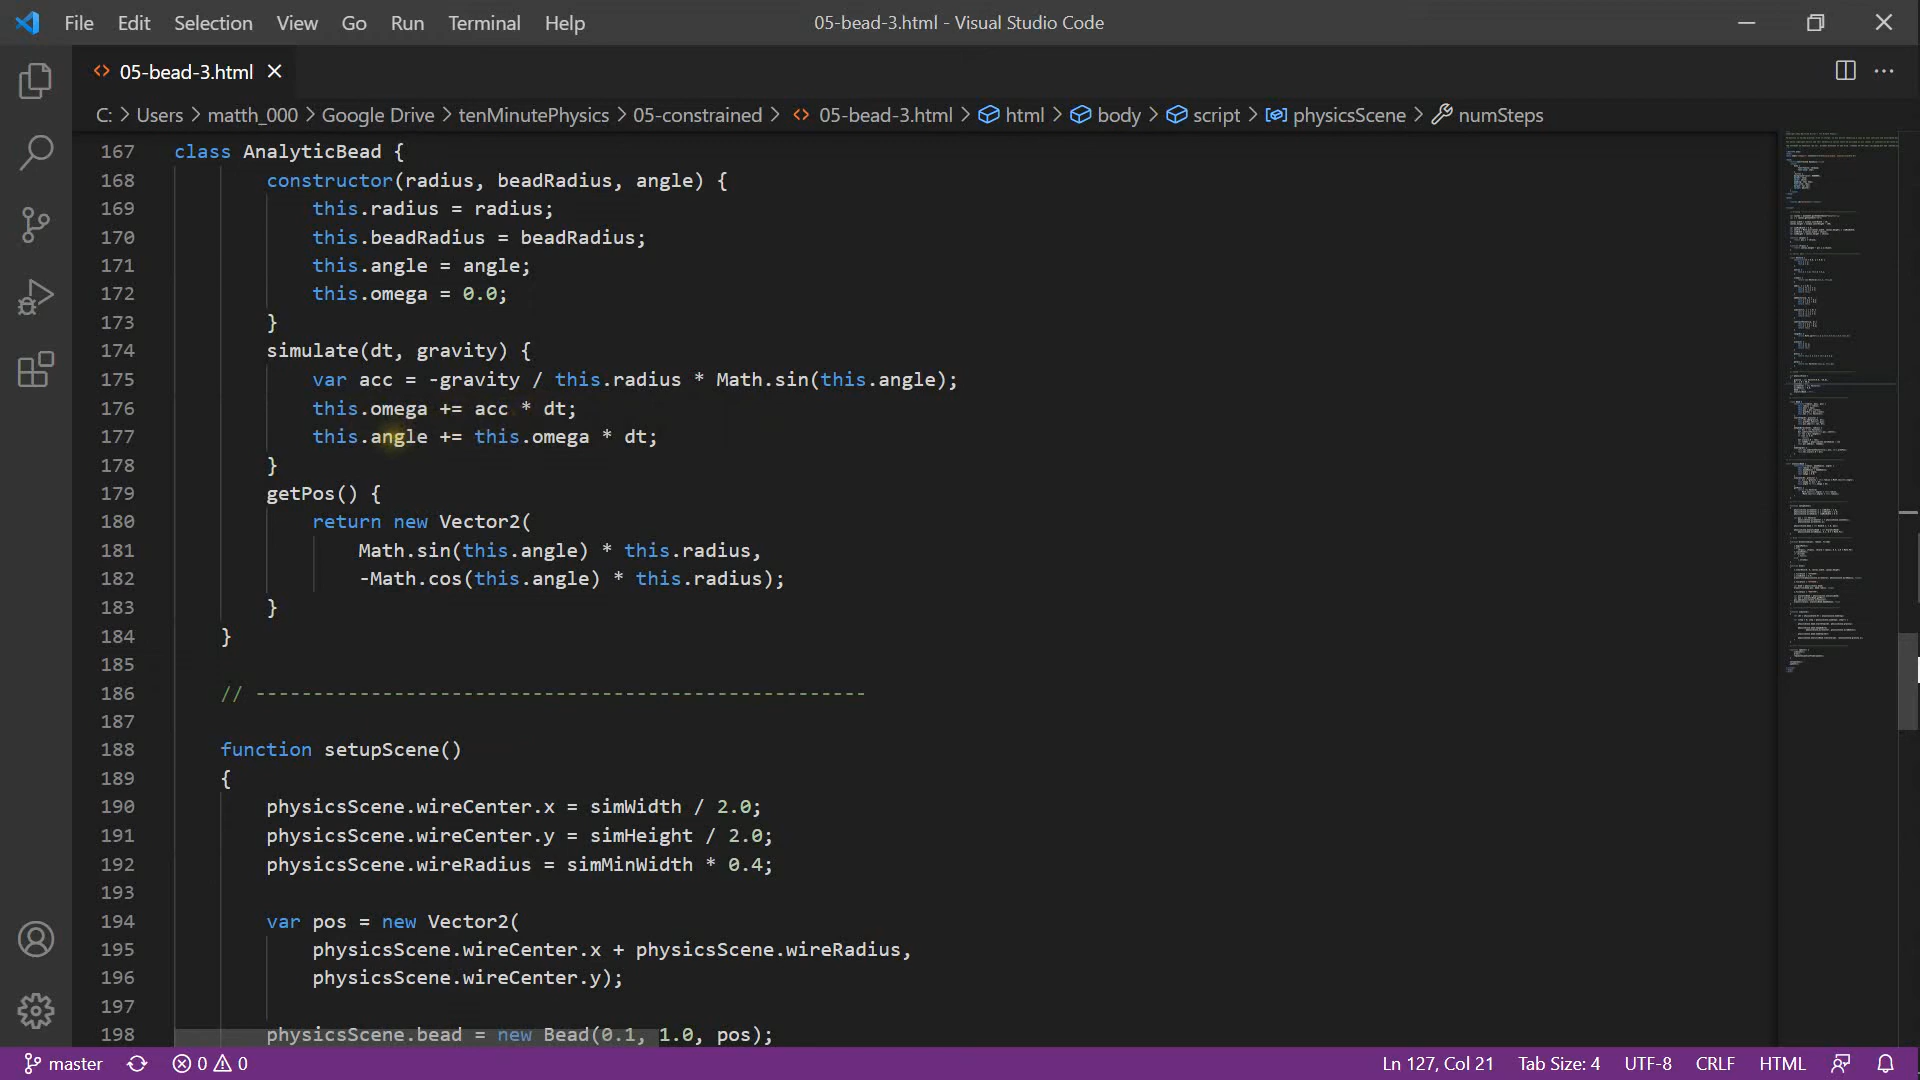 File Edit Selection View Go Run Terminal Help 05-bead-3.html - Visual Studio Code
05-bead-3.html
C: > Users > matth_000 > Google Drive > tenMinutePhysics > 05-constrained > 05-bead-3.html > html > body > script > physicsScene > numSteps
167 class AnalyticBead {
168 constructor(radius, beadRadius, angle) {
169 this.radius = radius;
170 this.beadRadius = beadRadius;
171 this.angle = angle;
172 this.omega = 0.0;
173 }
174 simulate(dt, gravity) {
175 var acc = -gravity / this.radius * Math.sin(this.angle);
176 this.omega += acc * dt;
177 this.angle += this.omega * dt;
178 }
179 getPos() {
180 return new Vector2(
181 Math.sin(this.angle) * this.radius,
182 -Math.cos(this.angle) * this.radius);
183 }
184 }
185
186 // -----------------------------------------------------
187
188 function setupScene()
189 {
190 physicsScene.wireCenter.x = simWidth / 2.0;
191 physicsScene.wireCenter.y = simHeight / 2.0;
192 physicsScene.wireRadius = simMinWidth * 0.4;
193
194 var pos = new Vector2(
195 physicsScene.wireCenter.x + physicsScene.wireRadius,
196 physicsScene.wireCenter.y);
197
198 physicsScene.bead = new Bead(0.1, 1.0, pos);
master 0 0 Ln 127, Col 21 Tab Size: 4 UTF-8 CRLF HTML